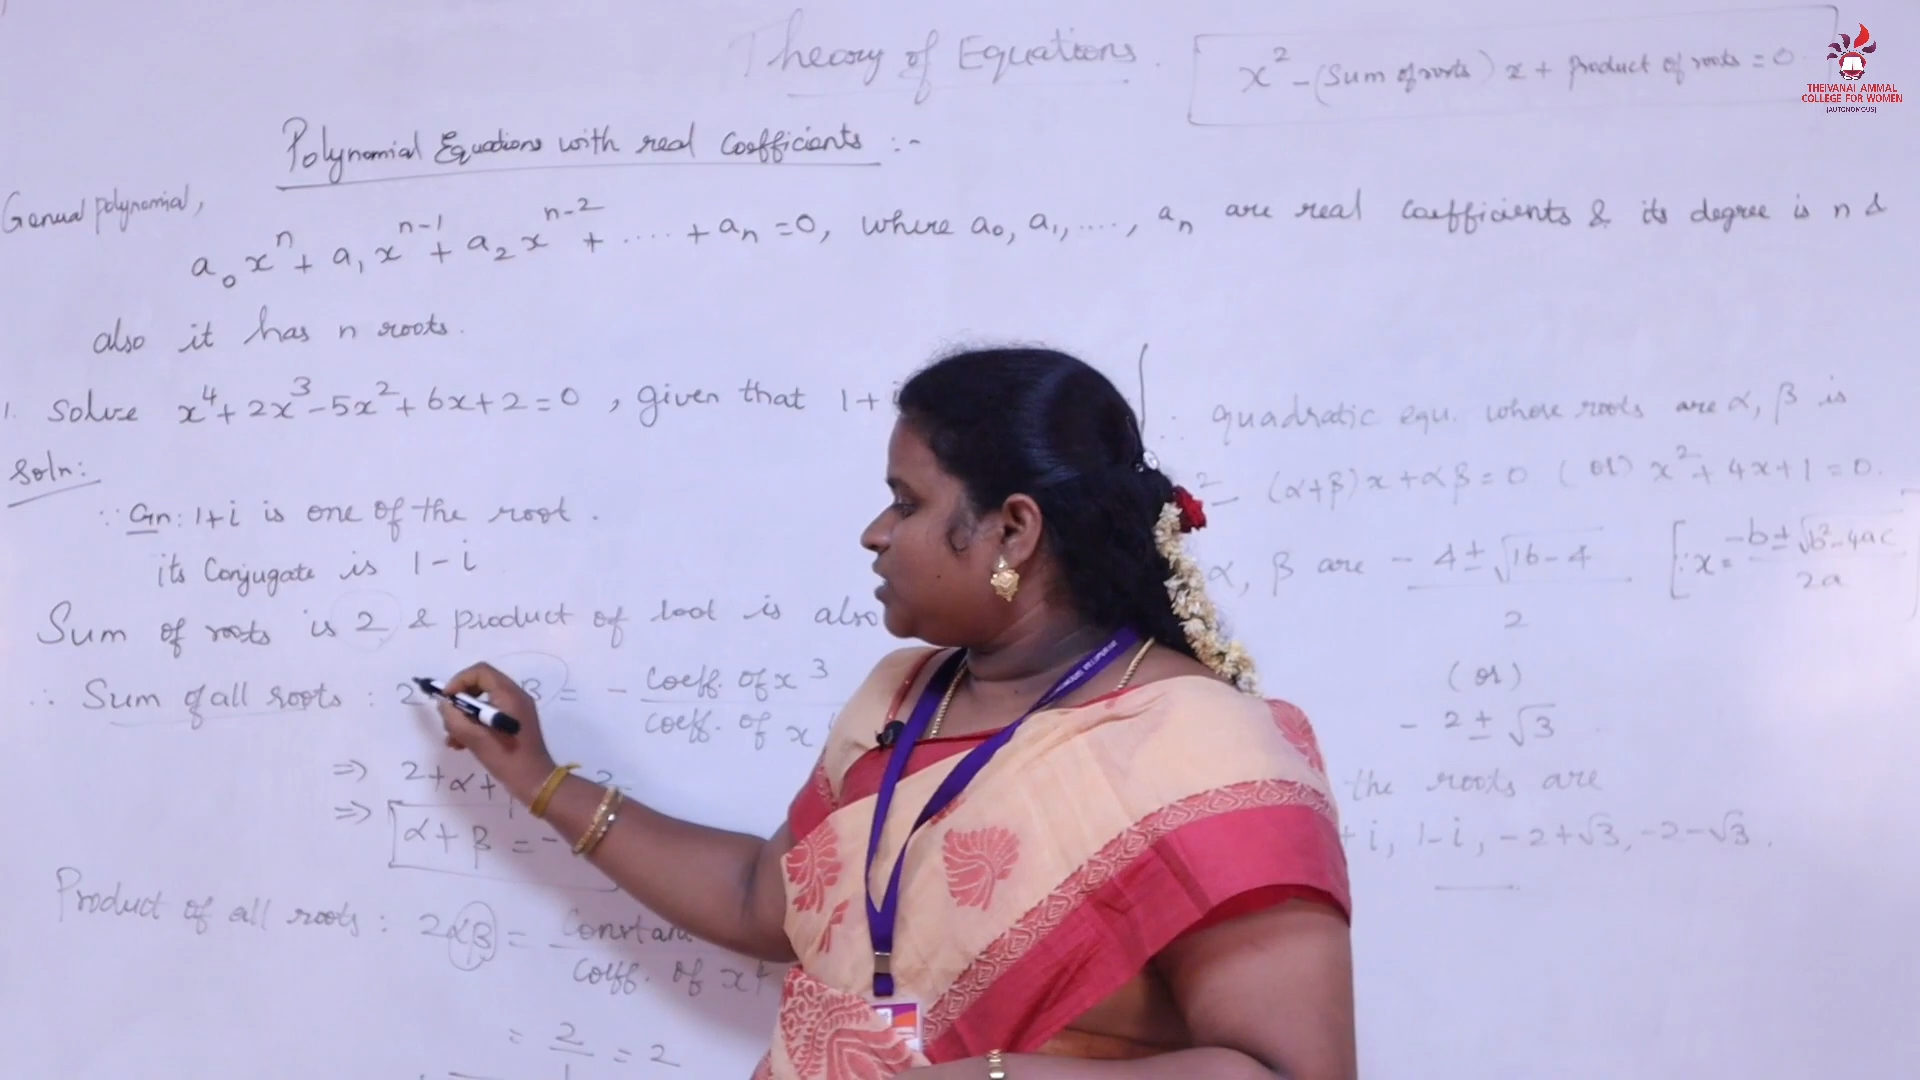 Theory of Equations.
x² - (Sum of roots) x + product of roots = 0.
THEIVANAI AMMAL
COLLEGE FOR WOMEN
(AUTONOMOUS)
Polynomial Equations with real Coefficients :-
General polynomial,
a₀xⁿ + a₁xⁿ⁻¹ + a₂xⁿ⁻² + ..... + aₙ = 0, where a₀, a₁, ...., aₙ are real coefficients & its degree is n &
also it has n roots.
1. Solve x⁴ + 2x³ - 5x² + 6x + 2 = 0, given that 1 +
Soln:
∵ Gn: 1+i is one of the root.
its Conjugate is 1-i
Sum of roots is 2 & product of root is also
∴ Sum of all roots : 2 β = - coeff. of x³
coeff. of x
⇒ 2 + α +
⇒ α + β = -
Product of all roots : 2αβ = Constan
coeff. of x⁴
= 2/1 = 2
∴ quadratic equ. whose roots are α, β is
² - (α+β)x + αβ = 0 (or) x² + 4x + 1 = 0.
α, β are - 4 ± √16-4 / 2 [∵ x = -b ± √b²-4ac / 2a
(or)
- 2 ± √3
the roots are
+ i, 1-i, -2+√3, -2-√3.